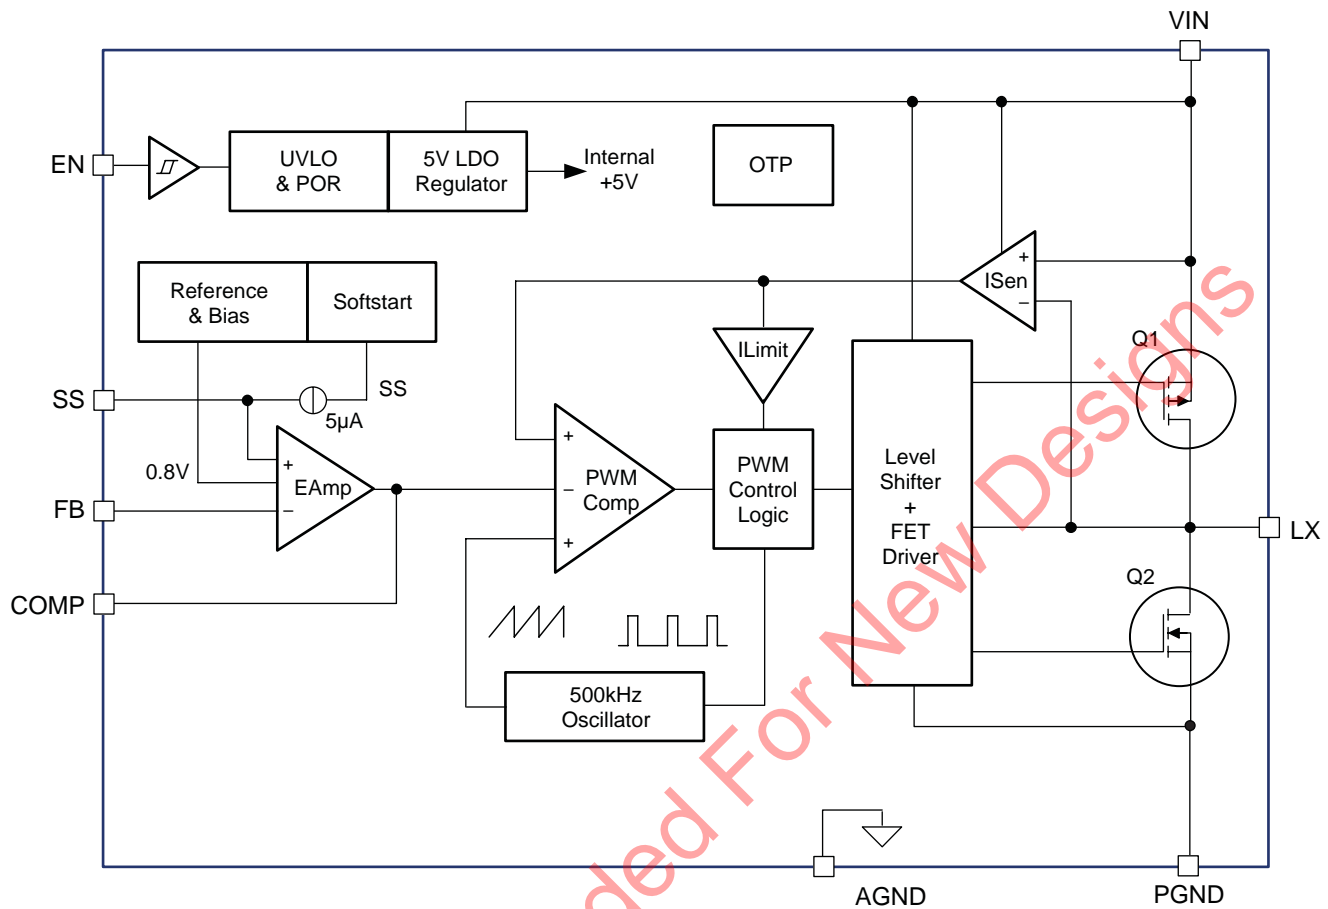 VIN
EN
UVLO
& POR
5V LDO
Regulator
Internal
+5V
OTP
Reference
& Bias
Softstart
+
ISen
−
ILimit
Q1
SS
SS
5µA
0.8V
+
EAmp
−
FB
+
PWM
Comp
−
+
PWM
Control
Logic
Level
Shifter
+
FET
Driver
LX
Q2
COMP
500kHz
Oscillator
AGND
PGND
ded For New Designs